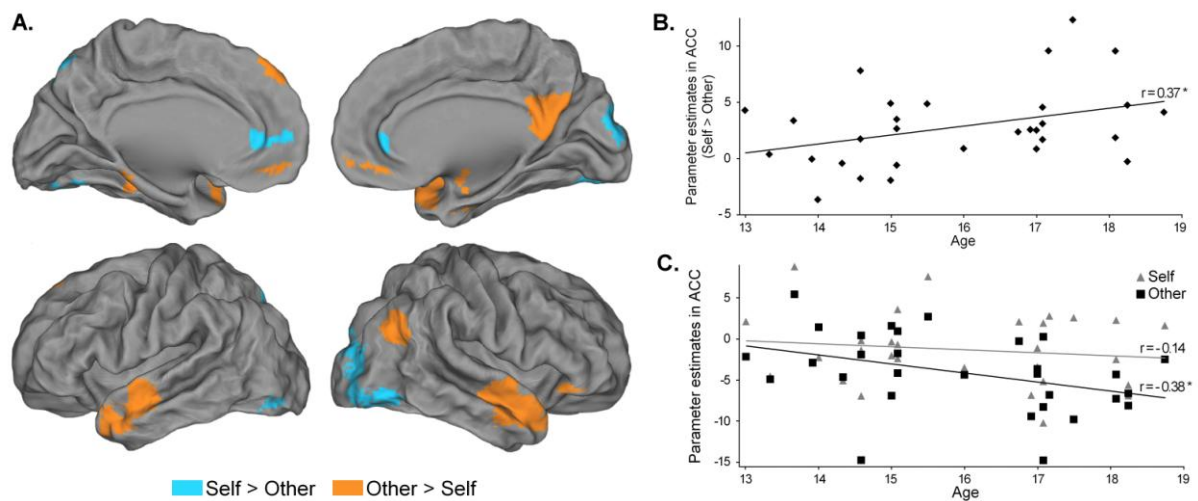 A.
Self > Other
Other > Self
B.
Parameter estimates in ACC
(Self > Other)
10
5
0
-5
r = 0.37 *
13 14 15 16 17 18 19
Age
C.
Parameter estimates in ACC
Self
Other
5
0
-5
-10
-15
r = -0.14
r = -0.38 *
13 14 15 16 17 18 19
Age